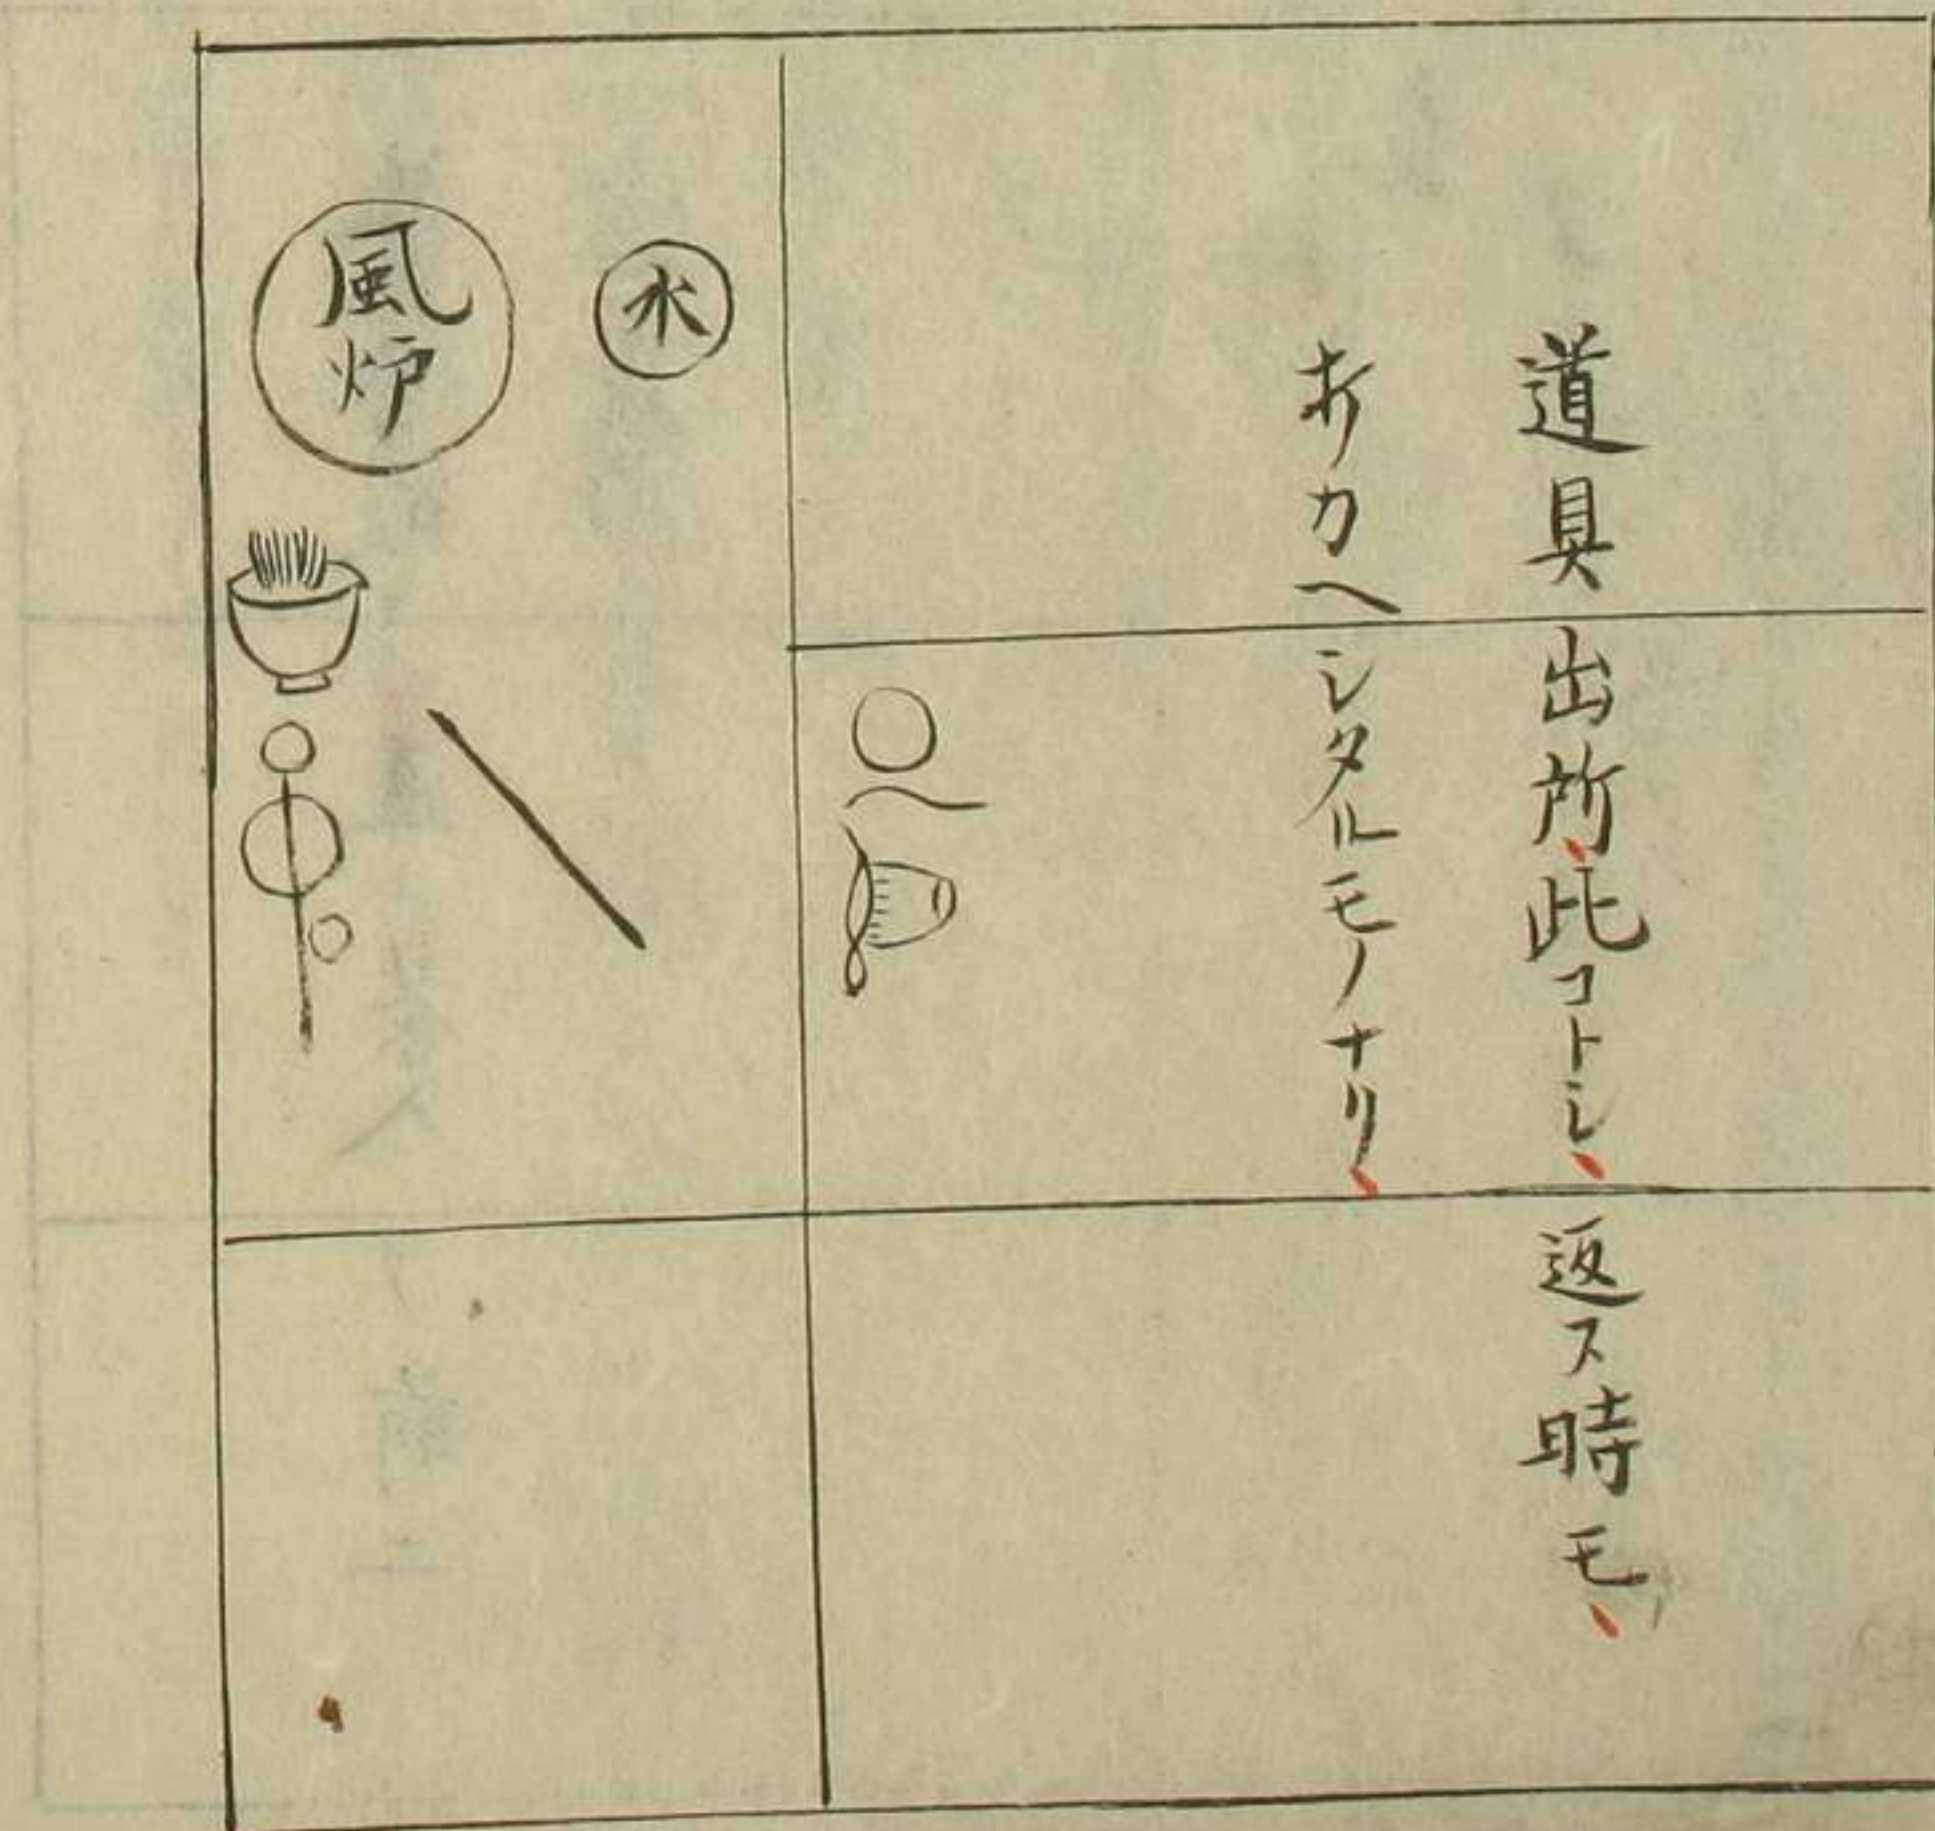 道具出所此コトシ返ス時モ
折カヘシタルモノナリ
水
風炉